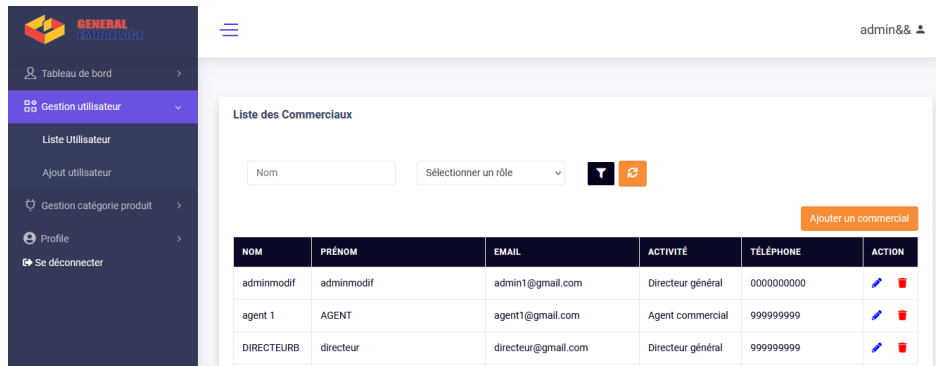 GENERAL
EMBALLAGE
admin&&
Tableau de bord
Gestion utilisateur
Liste Utilisateur
Ajout utilisateur
Gestion catégorie produit
Profile
Se déconnecter
Liste des Commerciaux
Nom
Sélectionner un rôle
Ajouter un commercial
NOM PRÉNOM EMAIL ACTIVITÉ TÉLÉPHONE ACTION
adminmodif adminmodif admin1@gmail.com Directeur général 0000000000
agent 1 AGENT agent1@gmail.com Agent commercial 999999999
DIRECTEURB directeur directeur@gmail.com Directeur général 999999999